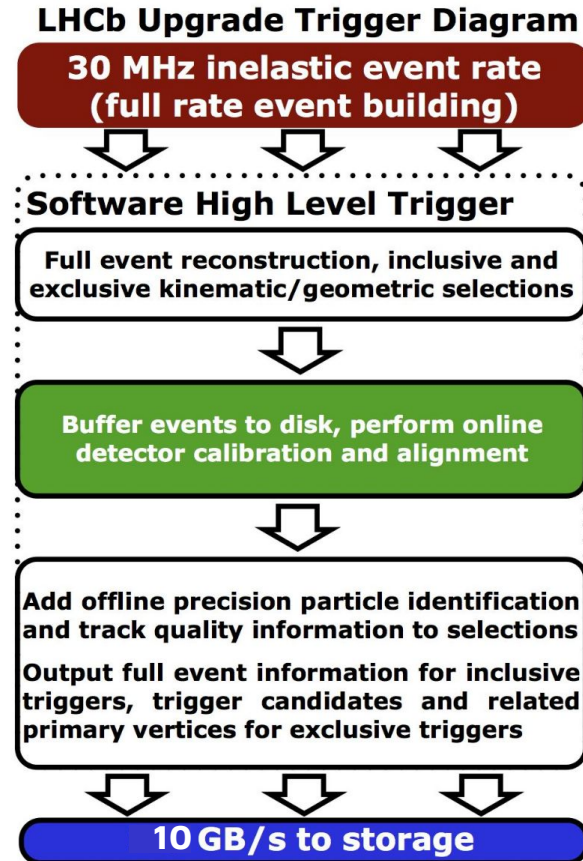 LHCb Upgrade Trigger Diagram
30 MHz inelastic event rate
(full rate event building)
Software High Level Trigger
Full event reconstruction, inclusive and
exclusive kinematic/geometric selections
Buffer events to disk, perform online
detector calibration and alignment
Add offline precision particle identification
and track quality information to selections
Output full event information for inclusive
triggers, trigger candidates and related
primary vertices for exclusive triggers
10 GB/s to storage